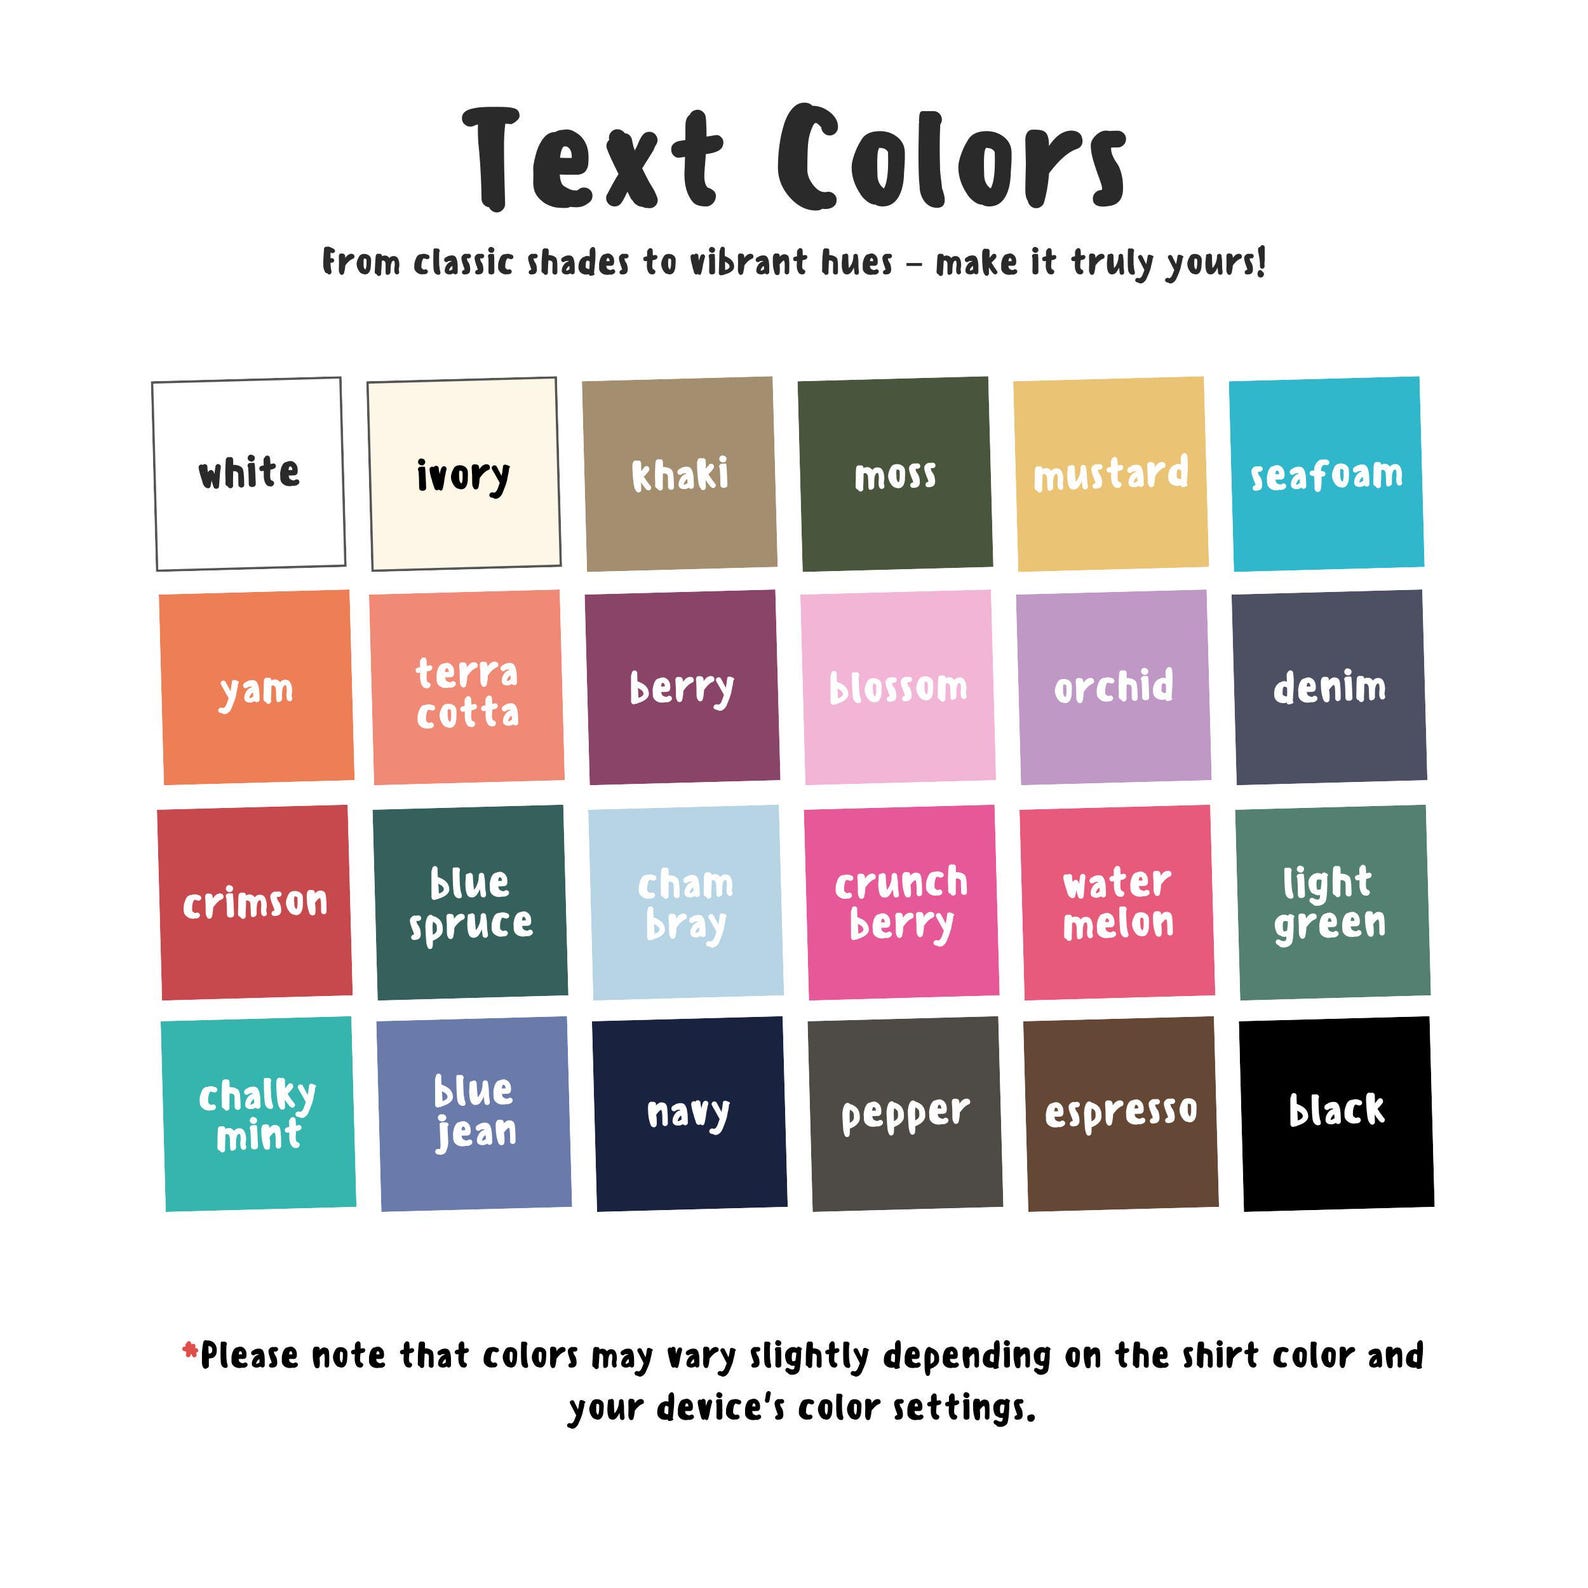 Text Colors
From classic shades to vibrant hues – make it truly yours!
white
ivory
khaki
moss
mustard
seafoam
yam
terra
cotta
berry
blossom
orchid
denim
crimson
blue
spruce
cham
bray
crunch
berry
water
melon
light
green
chalky
mint
blue
jean
navy
pepper
espresso
black
*Please note that colors may vary slightly depending on the shirt color and
your device's color settings.